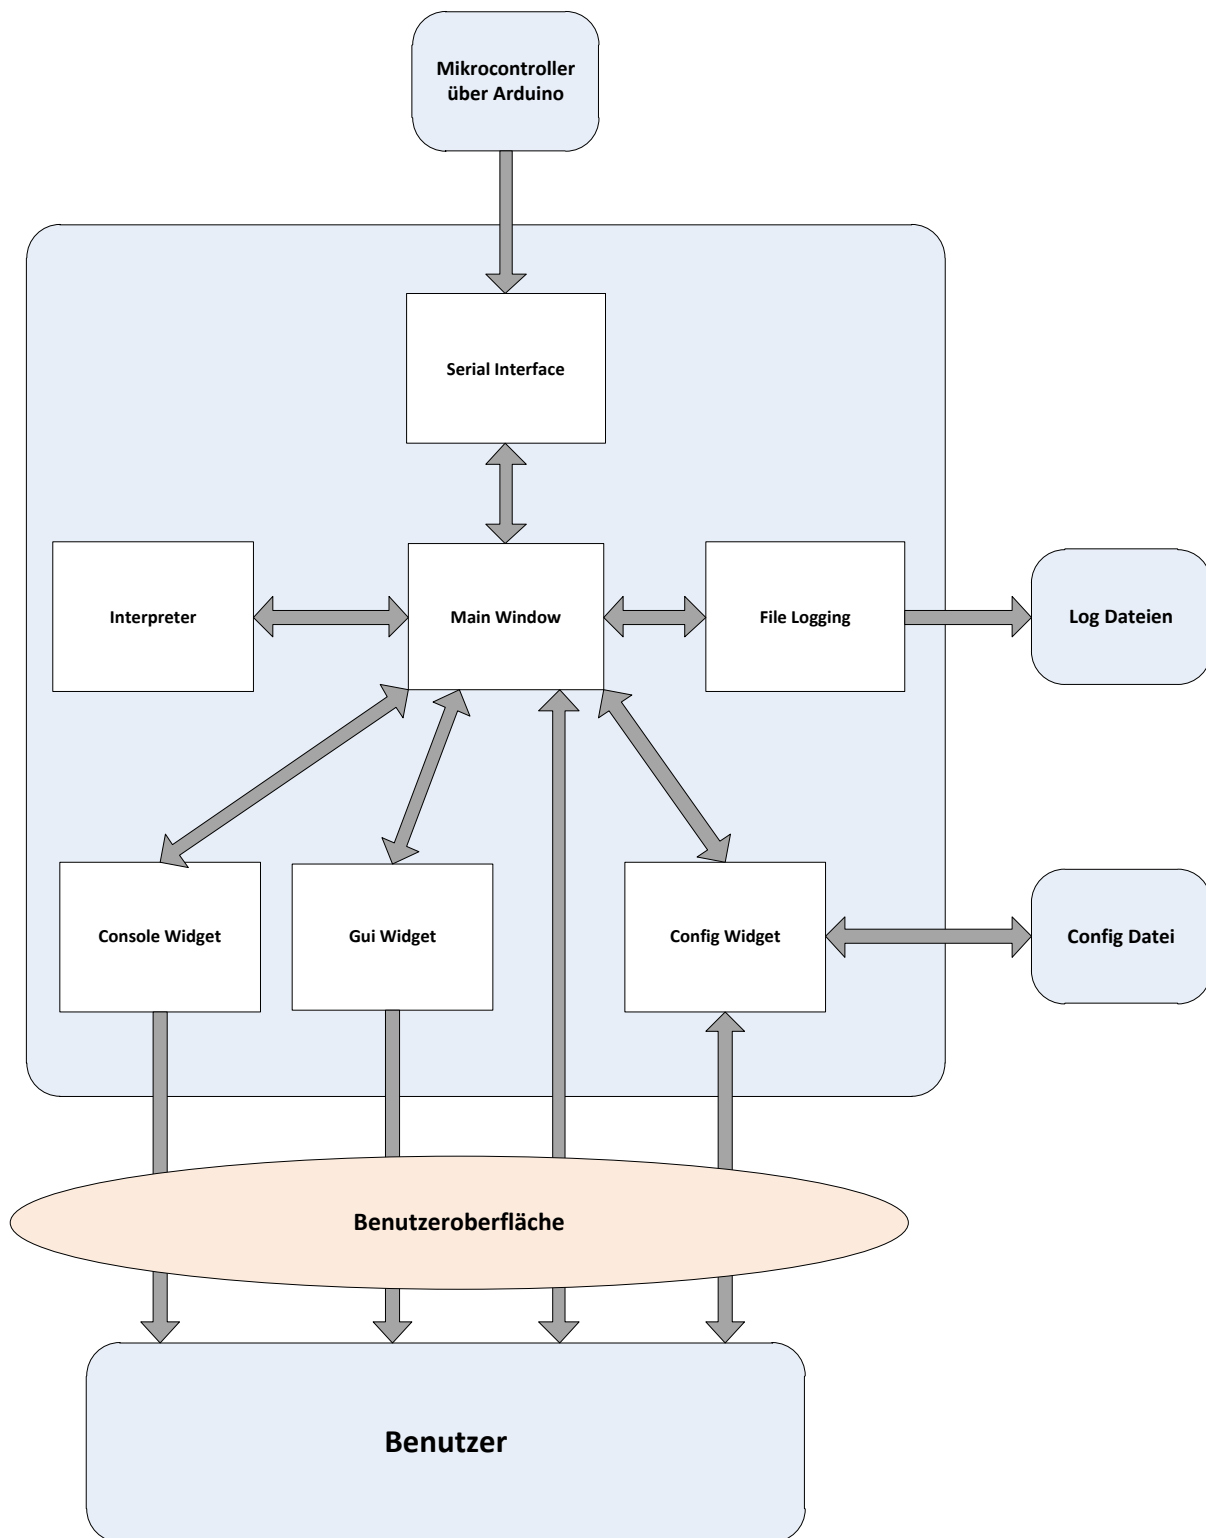 Mikrocontroller
über Arduino
Serial Interface
Interpreter
Main Window
File Logging
Log Dateien
Console Widget
Gui Widget
Config Widget
Config Datei
Benutzeroberfläche
Benutzer